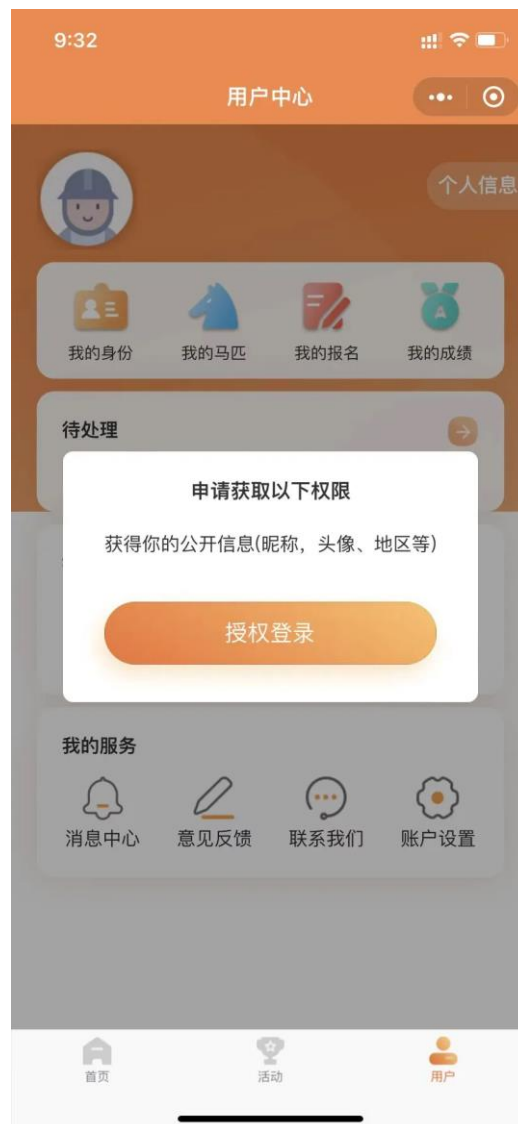 9:32
用户中心
个人信息
我的身份 我的马匹 我的报名 我的成绩
待处理
申请获取以下权限
获得你的公开信息(昵称，头像、地区等)
授权登录
我的服务
消息中心 意见反馈 联系我们 账户设置
首页 活动 用户